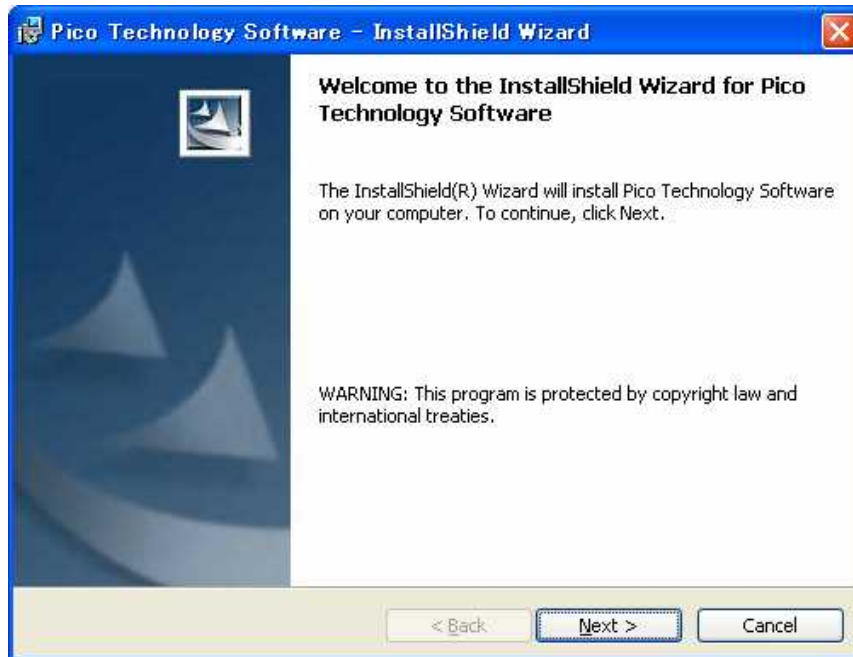 Pico Technology Software - InstallShield Wizard
Welcome to the InstallShield Wizard for Pico
Technology Software
The InstallShield(R) Wizard will install Pico Technology Software
on your computer. To continue, click Next.
WARNING: This program is protected by copyright law and
international treaties.
< Back
Next >
Cancel